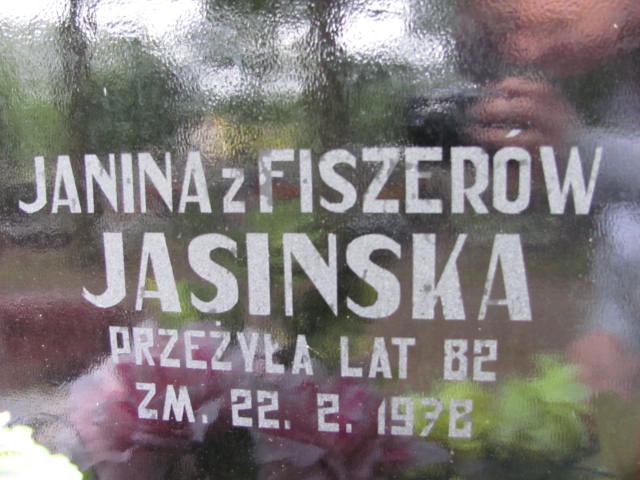 JANINA z FISZERÓW
JASINSKA
PRZEŻYŁA LAT 82
ZM. 22. 2. 1978